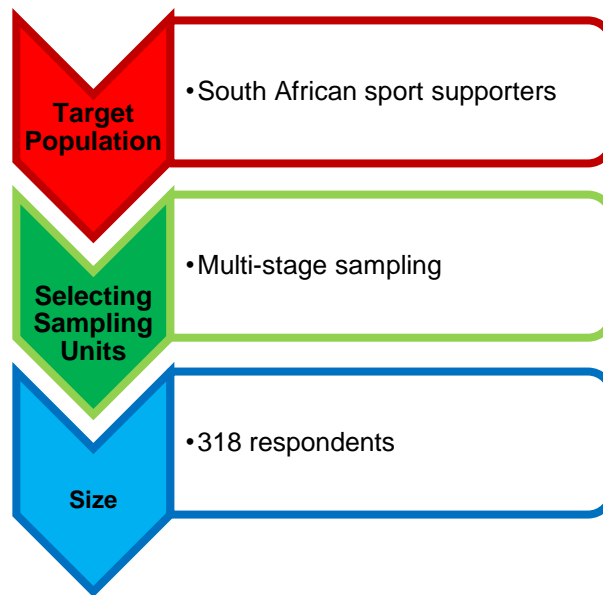 Target
Population
•South African sport supporters
Selecting
Sampling
Units
•Multi-stage sampling
Size
•318 respondents